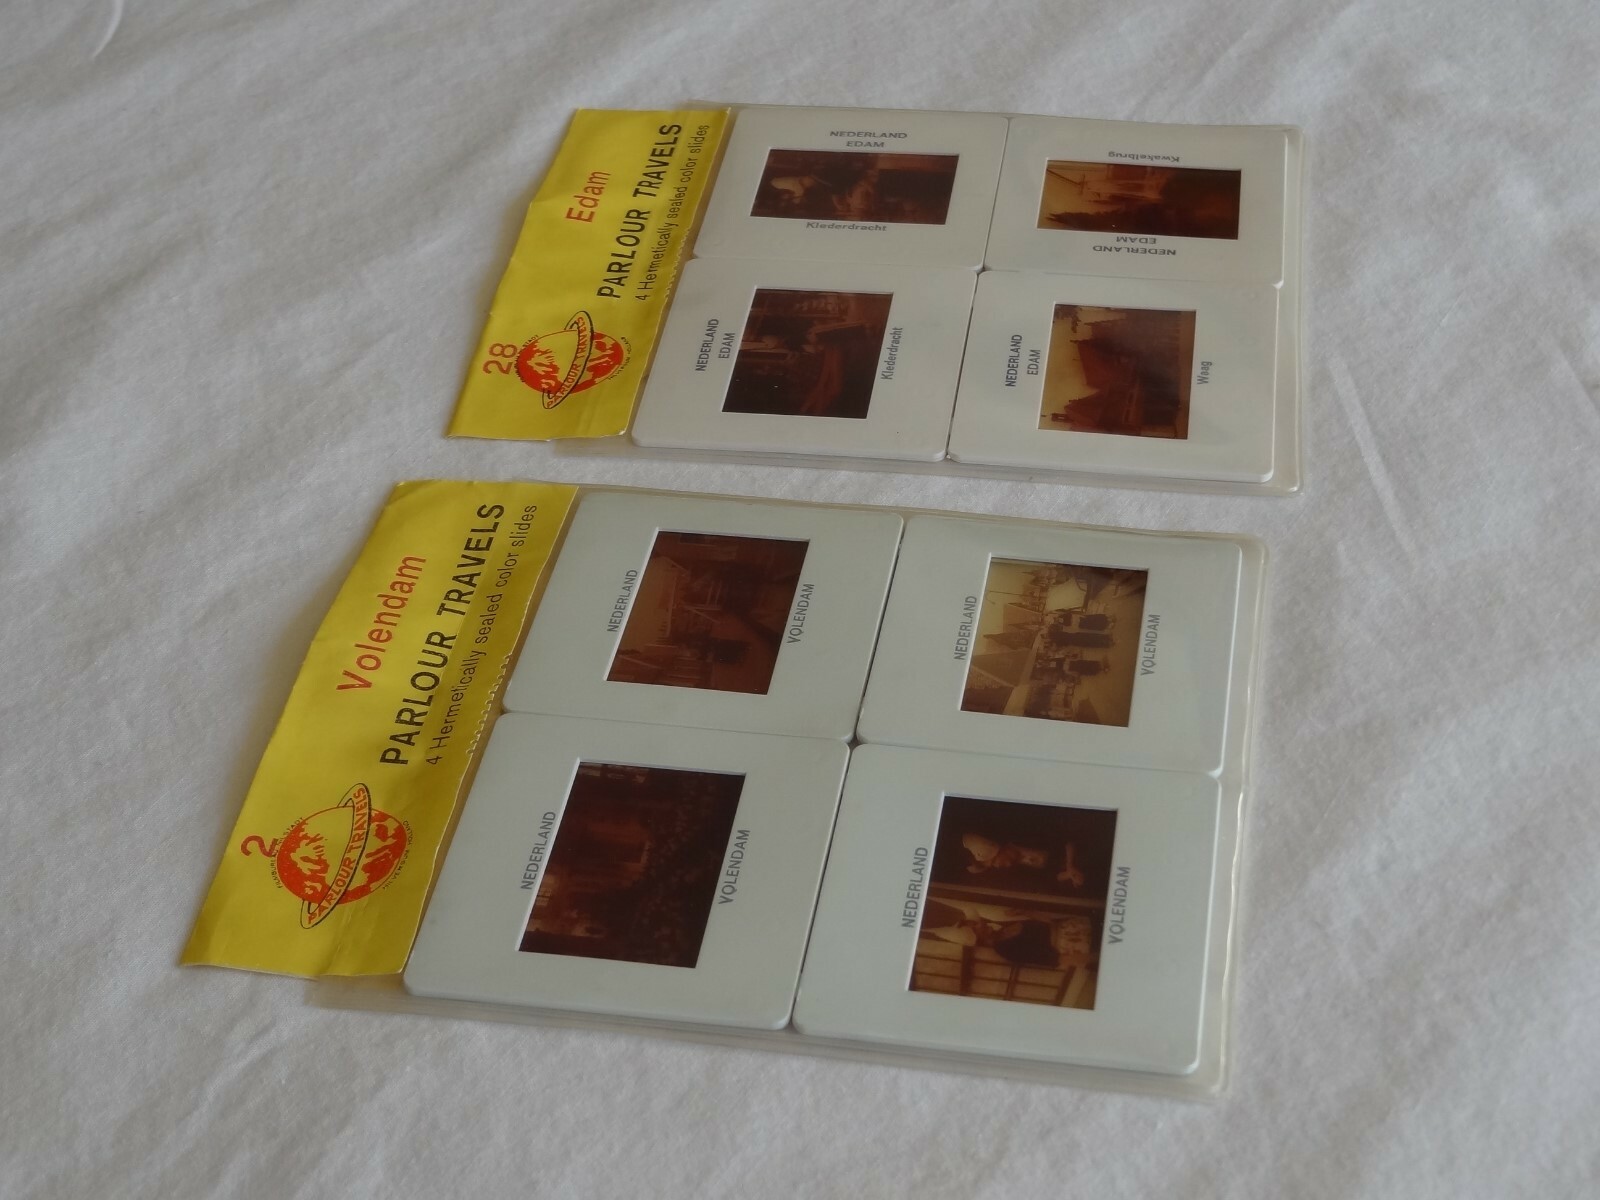 28
Edam
PARLOUR TRAVELS
4 Hermetically sealed color slides
PARLOUR TRAVELS
NEDERLAND
EDAM
Klederdracht
Kwakelbrug
NEDERLAND
EDAM
NEDERLAND
EDAM
Klederdracht
NEDERLAND
EDAM
Waag
2
Volendam
PARLOUR TRAVELS
4 Hermetically sealed color slides
PARLOUR TRAVELS
NEDERLAND
VOLENDAM
NEDERLAND
VOLENDAM
NEDERLAND
VOLENDAM
NEDERLAND
VOLENDAM